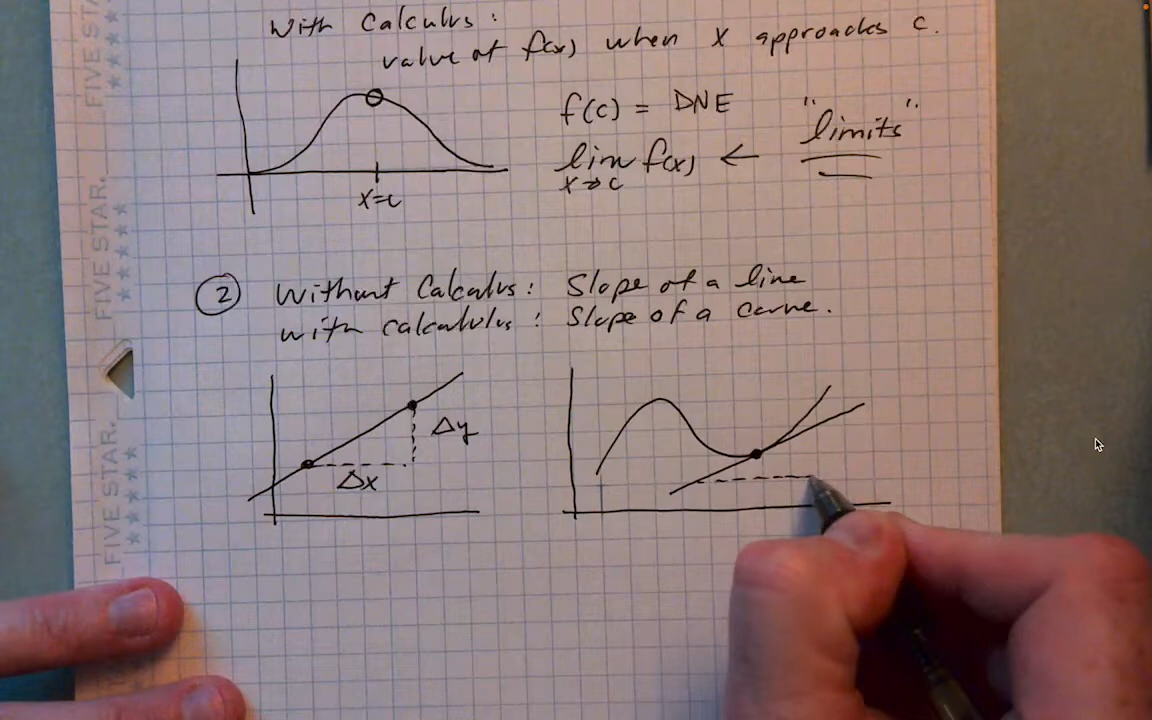 With Calculus:
value of f(x) when x approaches c.
f(c) = DNE
"limits"
lim f(x) ←
x→c
x=c
② Without Calculus: Slope of a line
With calculus: Slope of a curve.
Δy
Δx
FIVE STAR.
FIVE STAR.
FIVE STAR.